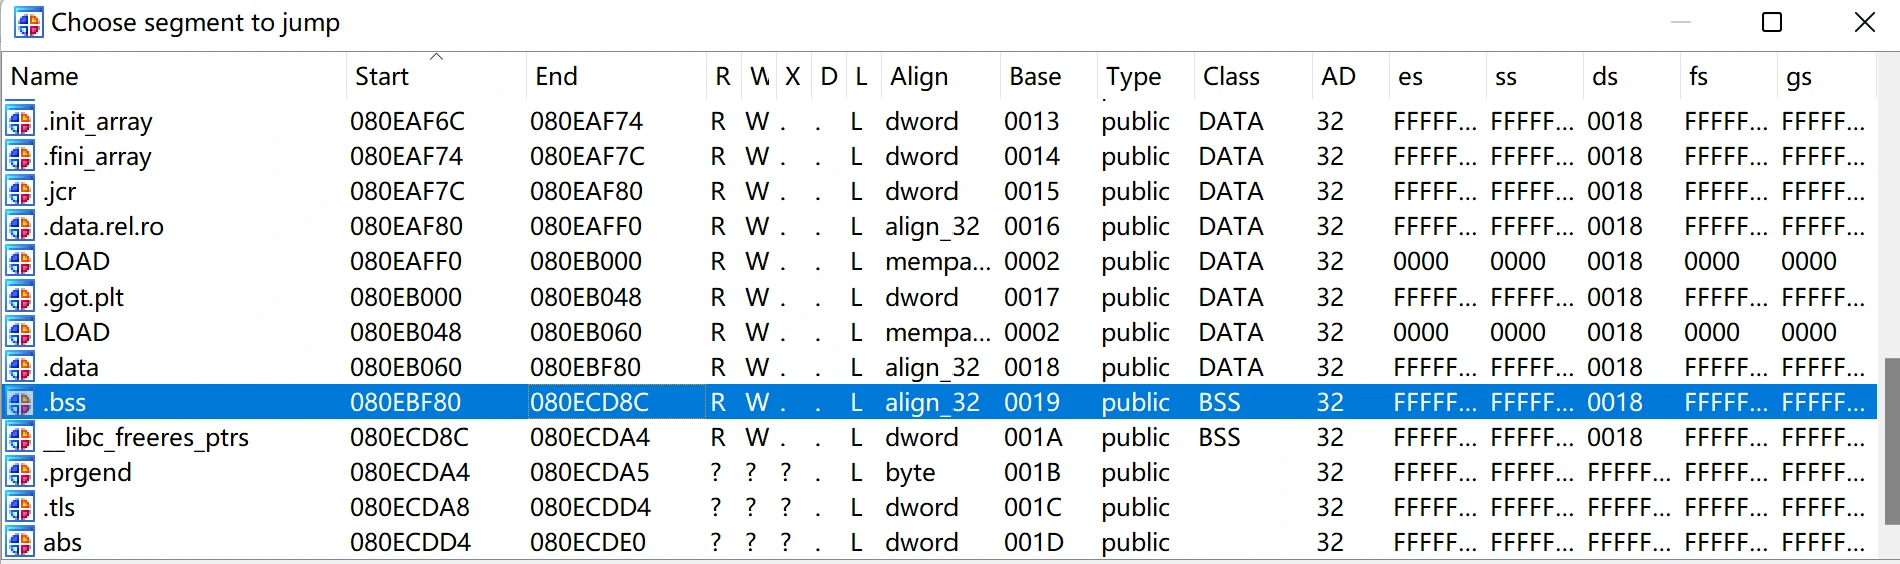 Choose segment to jump
Name Start End R W X D L Align Base Type Class AD es ss ds fs gs
.init_array 080EAF6C 080EAF74 R W . . L dword 0013 public DATA 32 FFFFF... FFFFF... 0018 FFFFF... FFFFF...
.fini_array 080EAF74 080EAF7C R W . . L dword 0014 public DATA 32 FFFFF... FFFFF... 0018 FFFFF... FFFFF...
.jcr 080EAF7C 080EAF80 R W . . L dword 0015 public DATA 32 FFFFF... FFFFF... 0018 FFFFF... FFFFF...
.data.rel.ro 080EAF80 080EAFF0 R W . . L align_32 0016 public DATA 32 FFFFF... FFFFF... 0018 FFFFF... FFFFF...
LOAD 080EAFF0 080EB000 R W . . L mempa... 0002 public DATA 32 0000 0000 0018 0000 0000
.got.plt 080EB000 080EB048 R W . . L dword 0017 public DATA 32 FFFFF... FFFFF... 0018 FFFFF... FFFFF...
LOAD 080EB048 080EB060 R W . . L mempa... 0002 public DATA 32 0000 0000 0018 0000 0000
.data 080EB060 080EBF80 R W . . L align_32 0018 public DATA 32 FFFFF... FFFFF... 0018 FFFFF... FFFFF...
.bss 080EBF80 080ECD8C R W . . L align_32 0019 public BSS 32 FFFFF... FFFFF... 0018 FFFFF... FFFFF...
__libc_freeres_ptrs 080ECD8C 080ECDA4 R W . . L dword 001A public BSS 32 FFFFF... FFFFF... 0018 FFFFF... FFFFF...
.prgend 080ECDA4 080ECDA5 ? ? ? . L byte 001B public 32 FFFFF... FFFFF... FFFFF... FFFFF... FFFFF...
.tls 080ECDA8 080ECDD4 ? ? ? . L dword 001C public 32 FFFFF... FFFFF... FFFFF... FFFFF... FFFFF...
abs 080ECDD4 080ECDE0 ? ? ? . L dword 001D public 32 FFFFF... FFFFF... FFFFF... FFFFF... FFFFF...